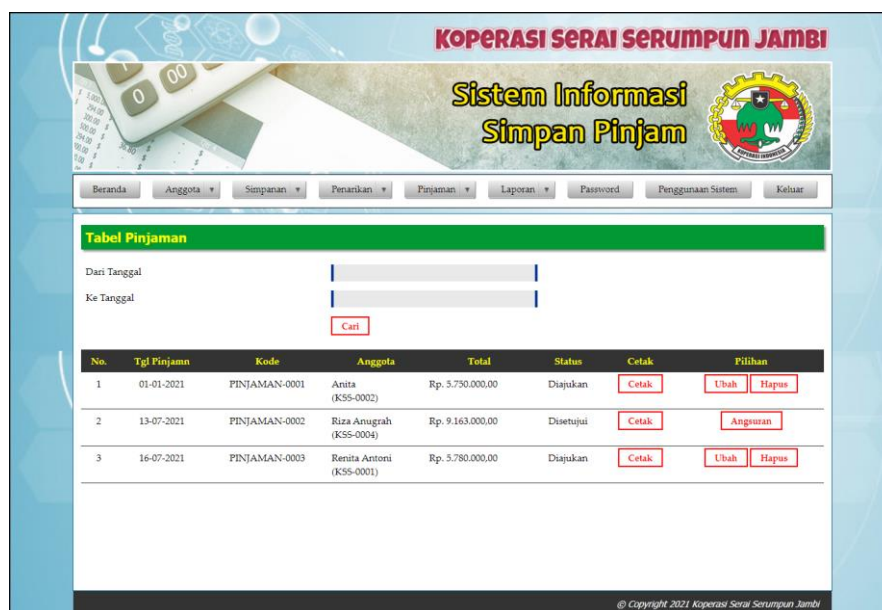 KOPERASI SERAI SERUMPUN JAMBI
Sistem Informasi
Simpan Pinjam
KOPERASI INDONESIA
Beranda Anggota Simpanan Penarikan Pinjaman Laporan Password Penggunaan Sistem Keluar
Tabel Pinjaman
Dari Tanggal
Ke Tanggal
Cari
No. Tgl Pinjamn Kode Anggota Total Status Cetak Pilihan
1 01-01-2021 PINJAMAN-0001 Anita (KSS-0002) Rp. 5.750.000,00 Diajukan Cetak Ubah Hapus
2 13-07-2021 PINJAMAN-0002 Riza Anugrah (KSS-0004) Rp. 9.163.000,00 Disetujui Cetak Angsuran
3 16-07-2021 PINJAMAN-0003 Renita Antoni (KSS-0001) Rp. 5.780.000,00 Diajukan Cetak Ubah Hapus
© Copyright 2021 Koperasi Serai Serumpun Jambi